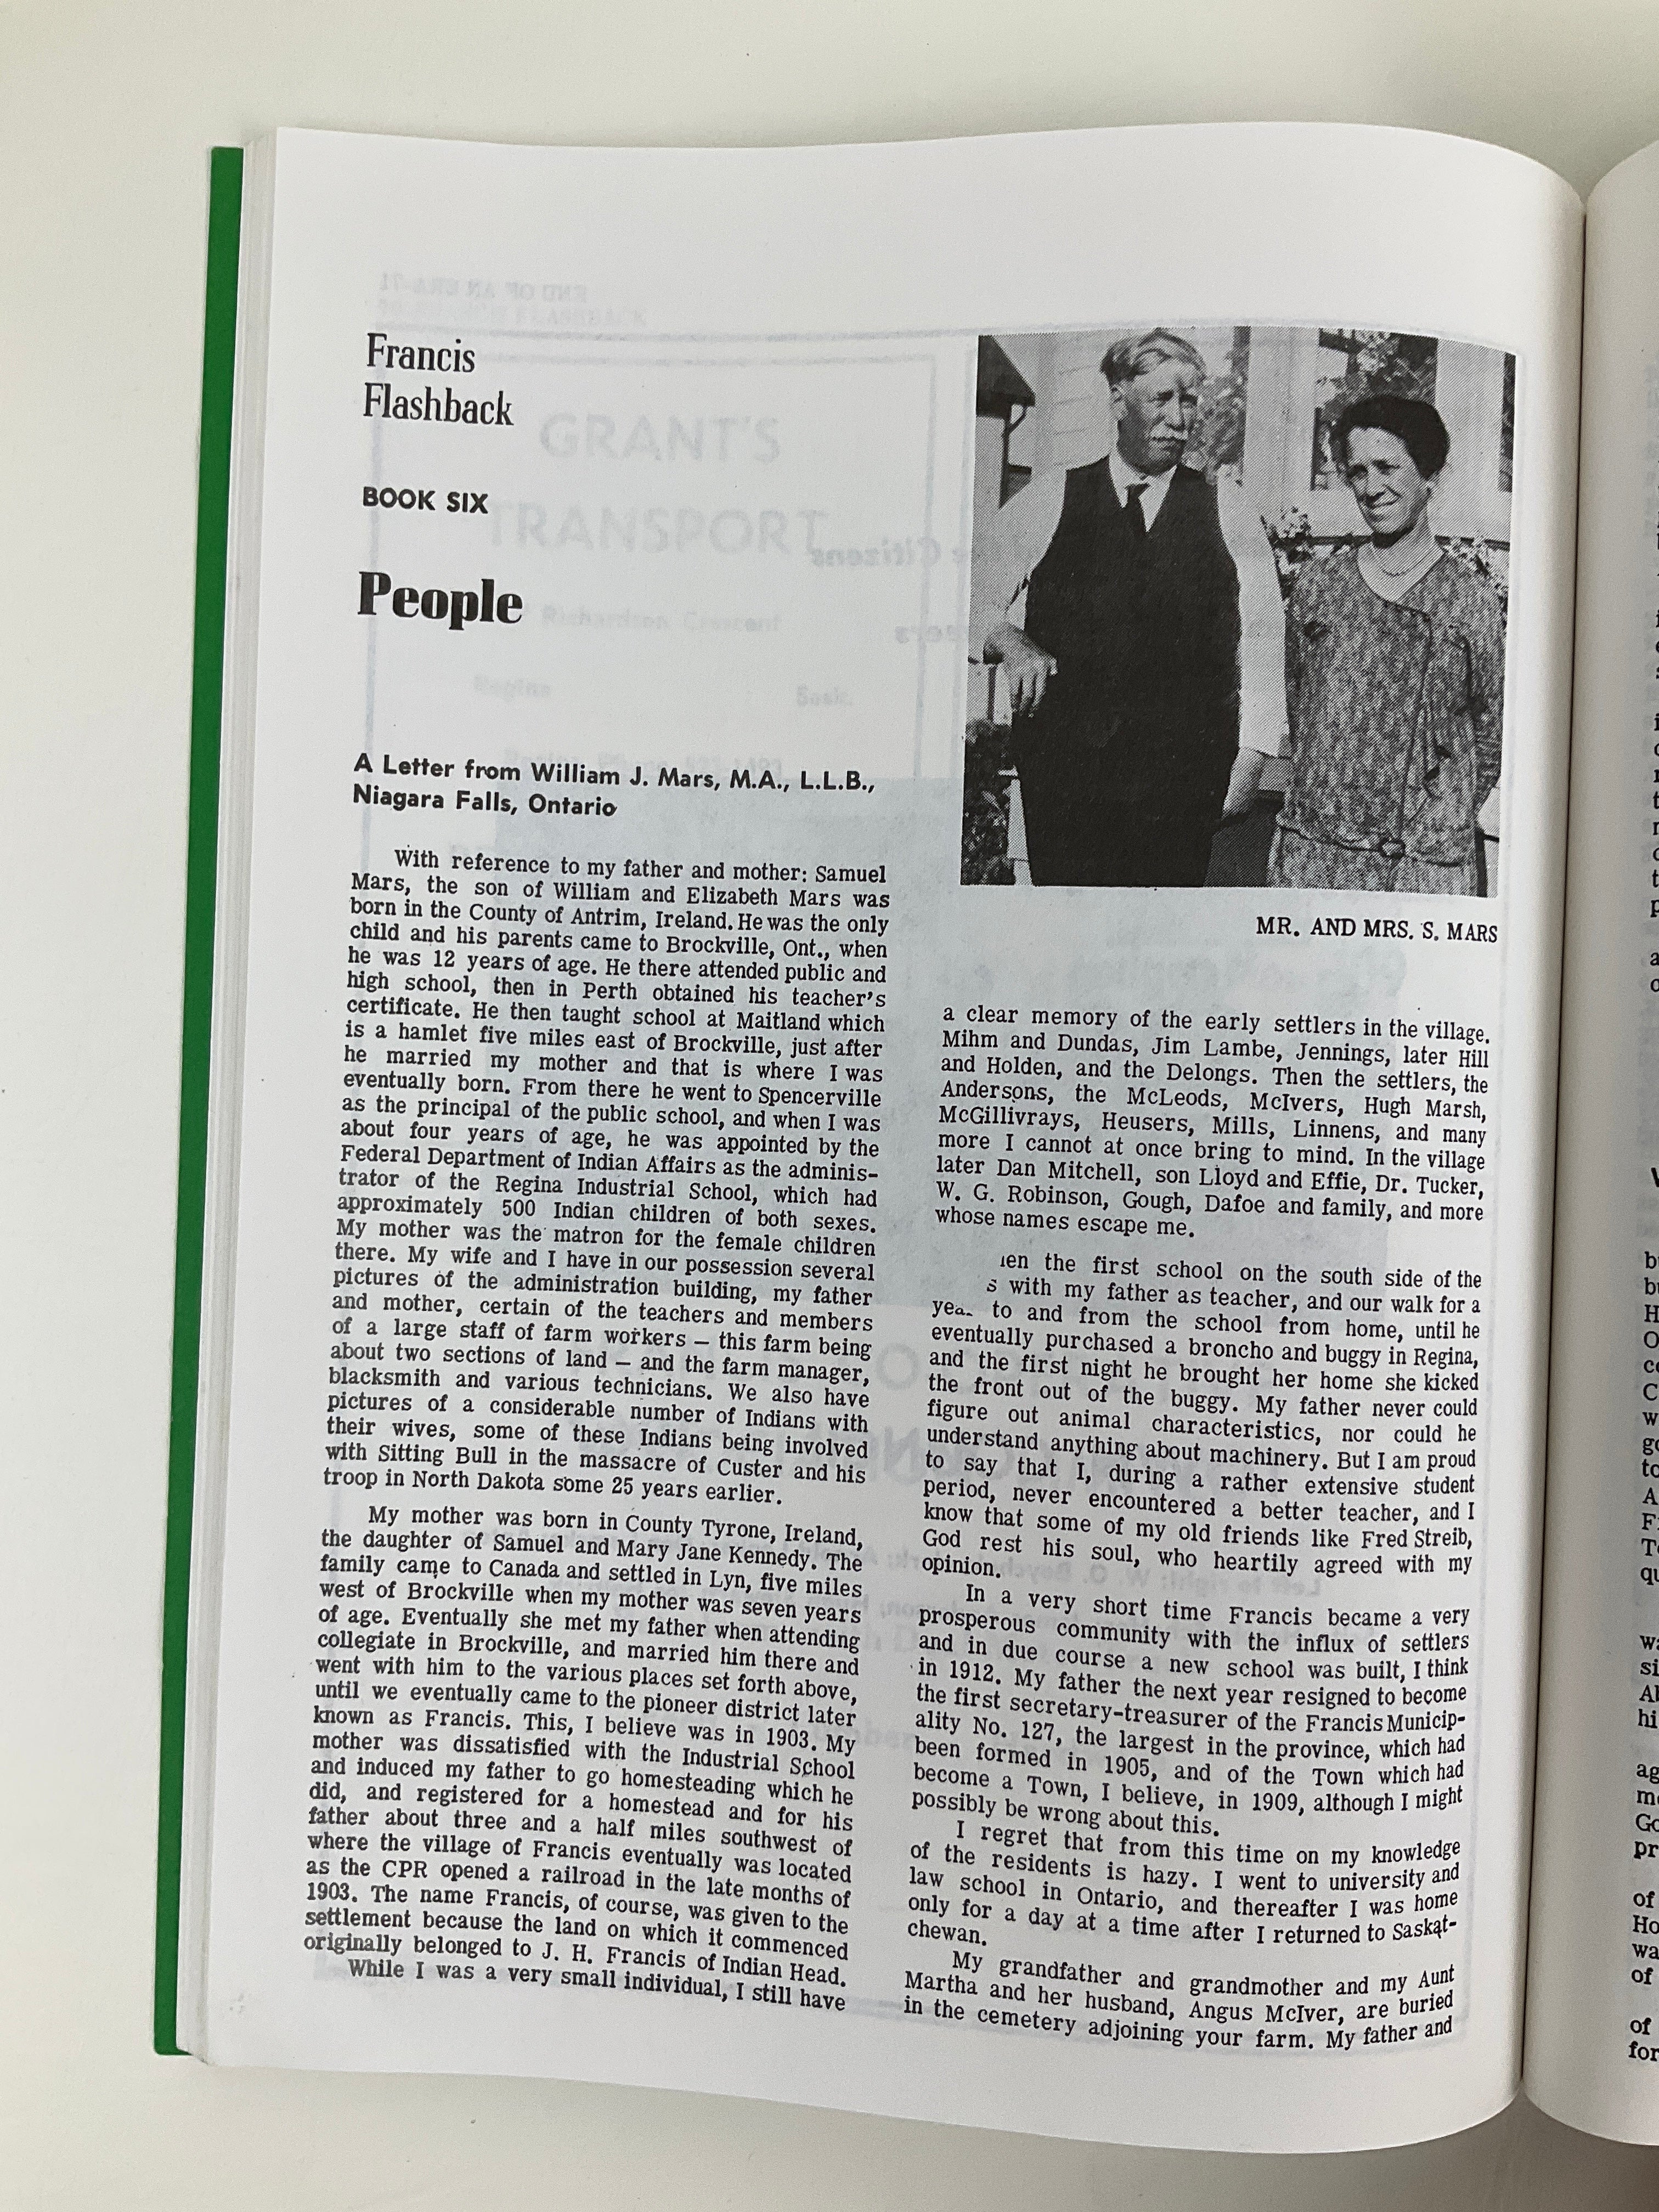 Francis
Flashback
BOOK SIX
People
A Letter from William J. Mars, M.A., L.L.B.,
Niagara Falls, Ontario
With reference to my father and mother: Samuel
Mars, the son of William and Elizabeth Mars was
born in the County of Antrim, Ireland. He was the only
child and his parents came to Brockville, Ont., when
he was 12 years of age. He there attended public and
high school, then in Perth obtained his teacher's
certificate. He then taught school at Maitland which
is a hamlet five miles east of Brockville, just after
he married my mother and that is where I was
eventually born. From there he went to Spencerville
as the principal of the public school, and when I was
about four years of age, he was appointed by the
Federal Department of Indian Affairs as the adminis-
trator of the Regina Industrial School, which had
approximately 500 Indian children of both sexes.
My mother was the matron for the female children
there. My wife and I have in our possession several
pictures of the administration building, my father
and mother, certain of the teachers and members
of a large staff of farm workers — this farm being
about two sections of land — and the farm manager,
blacksmith and various technicians. We also have
pictures of a considerable number of Indians with
their wives, some of these Indians being involved
with Sitting Bull in the massacre of Custer and his
troop in North Dakota some 25 years earlier.
My mother was born in County Tyrone, Ireland,
the daughter of Samuel and Mary Jane Kennedy. The
family came to Canada and settled in Lyn, five miles
west of Brockville when my mother was seven years
of age. Eventually she met my father when attending
collegiate in Brockville, and married him there and
went with him to the various places set forth above,
until we eventually came to the pioneer district later
known as Francis. This, I believe was in 1903. My
mother was dissatisfied with the Industrial School
and induced my father to go homesteading which he
did, and registered for a homestead and for his
father about three and a half miles southwest of
where the village of Francis eventually was located
as the CPR opened a railroad in the late months of
1903. The name Francis, of course, was given to the
settlement because the land on which it commenced
originally belonged to J. H. Francis of Indian Head.
While I was a very small individual, I still have
MR. AND MRS. S. MARS
a clear memory of the early settlers in the village.
Mihm and Dundas, Jim Lambe, Jennings, later Hill
and Holden, and the Delongs. Then the settlers, the
Andersons, the McLeods, McIvers, Hugh Marsh,
McGillivrays, Heusers, Mills, Linnens, and many
more I cannot at once bring to mind. In the village
later Dan Mitchell, son Lloyd and Effie, Dr. Tucker,
W. G. Robinson, Gough, Dafoe and family, and more
whose names escape me.
the first school on the south side of the
with my father as teacher, and our walk for a
to and from the school from home, until he
eventually purchased a broncho and buggy in Regina,
and the first night he brought her home she kicked
the front out of the buggy. My father never could
figure out animal characteristics, nor could he
understand anything about machinery. But I am proud
to say that I, during a rather extensive student
period, never encountered a better teacher, and I
know that some of my old friends like Fred Streib,
God rest his soul, who heartily agreed with my
opinion.
In a very short time Francis became a very
prosperous community with the influx of settlers
and in due course a new school was built, I think
in 1912. My father the next year resigned to become
the first secretary-treasurer of the Francis Municip-
ality No. 127, the largest in the province, which had
been formed in 1905, and of the Town which had
become a Town, I believe, in 1909, although I might
possibly be wrong about this.
I regret that from this time on my knowledge
of the residents is hazy. I went to university and
law school in Ontario, and thereafter I was home
only for a day at a time after I returned to Saskat-
chewan.
My grandfather and grandmother and my Aunt
Martha and her husband, Angus McIver, are buried
in the cemetery adjoining your farm. My father and